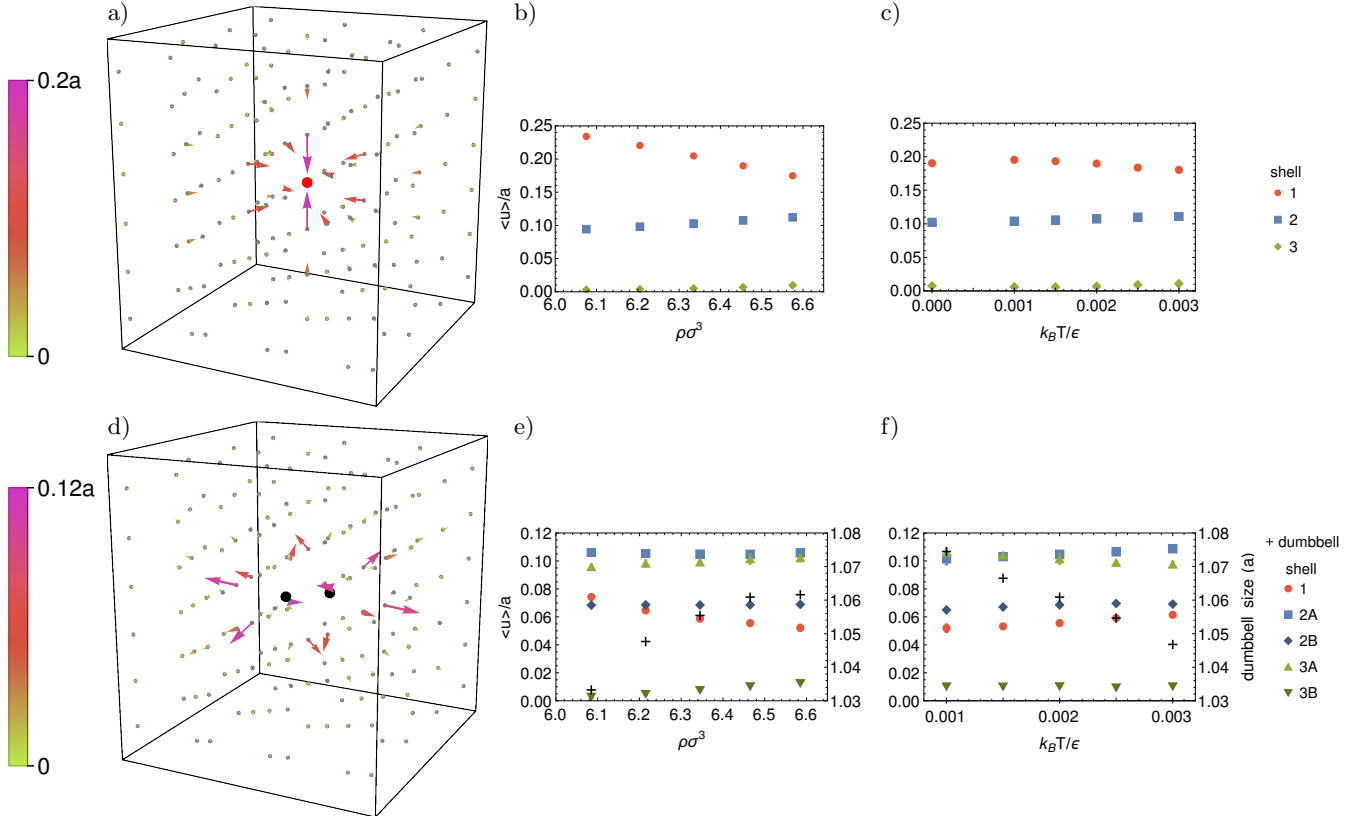 a)
b)
c)
0.2a
0
<u>/a
0.25
0.20
0.15
0.10
0.05
0.00
6.0 6.1 6.2 6.3 6.4 6.5 6.6
ρσ³
0.25
0.20
0.15
0.10
0.05
0.00
0.000 0.001 0.002 0.003
k_BT/ϵ
shell
1
2
3
d)
e)
f)
0.12a
0
<u>/a
0.12
0.10
0.08
0.06
0.04
0.02
0.00
1.08
1.07
1.06
1.05
1.04
1.03
6.0 6.1 6.2 6.3 6.4 6.5 6.6
ρσ³
0.12
0.10
0.08
0.06
0.04
0.02
0.00
1.08
1.07
1.06
1.05
1.04
1.03
dumbbell size (a)
0.001 0.002 0.003
k_BT/ϵ
+ dumbbell
shell
1
2A
2B
3A
3B